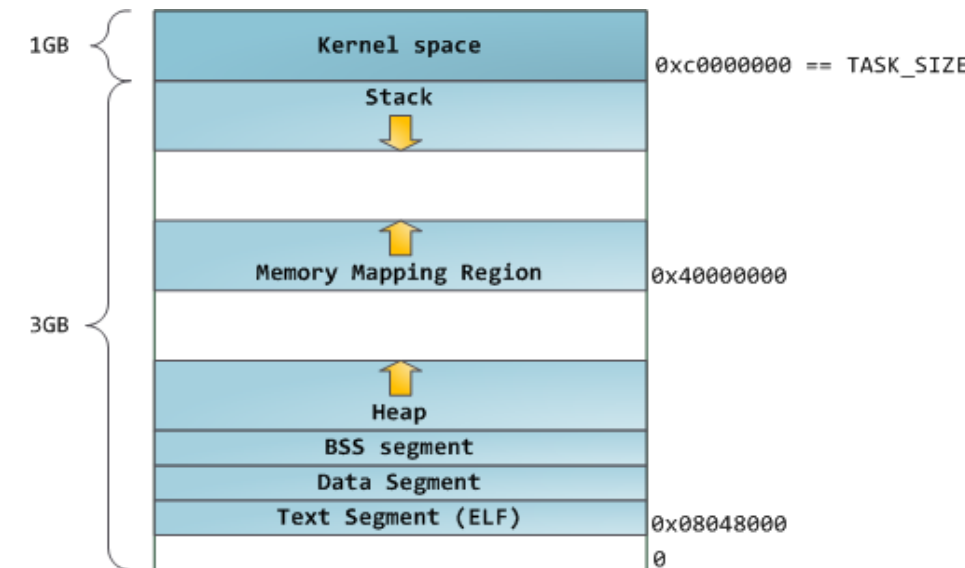 1GB
Kernel space
0xc0000000 == TASK_SIZE
Stack
Memory Mapping Region
0x40000000
3GB
Heap
BSS segment
Data Segment
Text Segment (ELF)
0x08048000
0